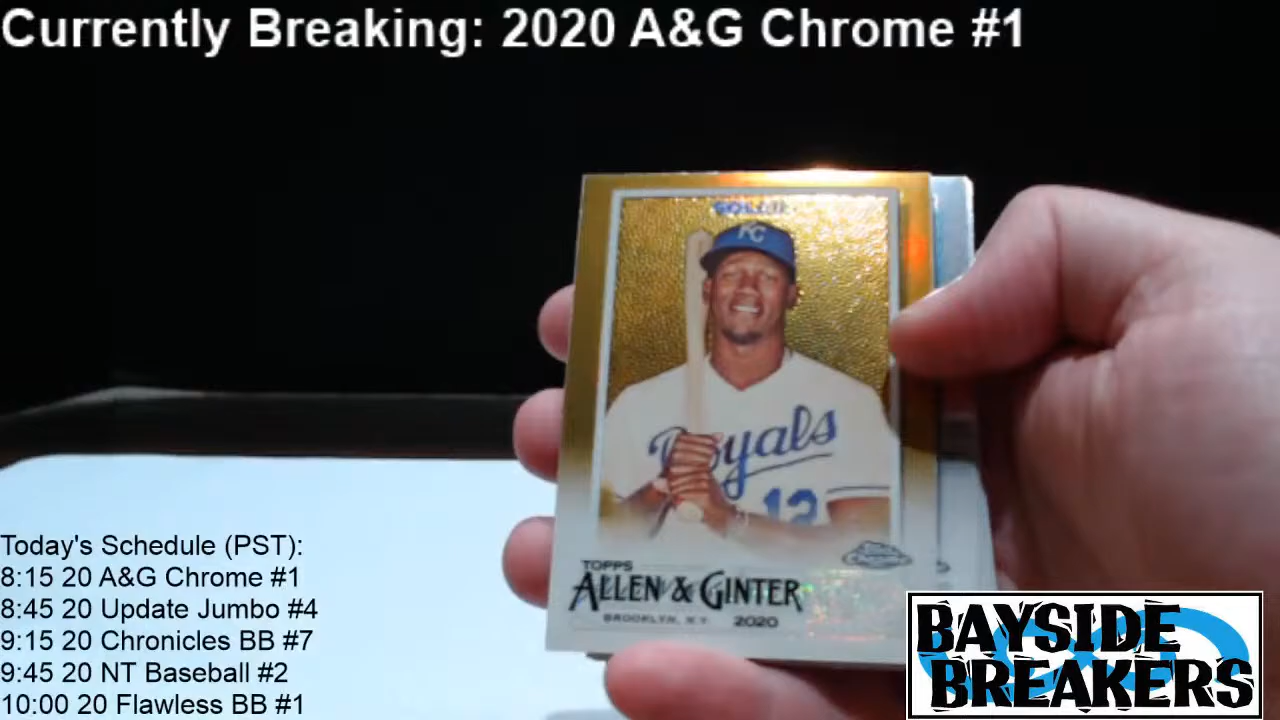 Currently Breaking: 2020 A&G Chrome #1
SOLER
KC
Royals
12
TOPPS
ALLEN & GINTER
BROOKLYN, N.Y. 2020
Today's Schedule (PST):
8:15 20 A&G Chrome #1
8:45 20 Update Jumbo #4
9:15 20 Chronicles BB #7
9:45 20 NT Baseball #2
10:00 20 Flawless BB #1
BAYSIDE
BREAKERS